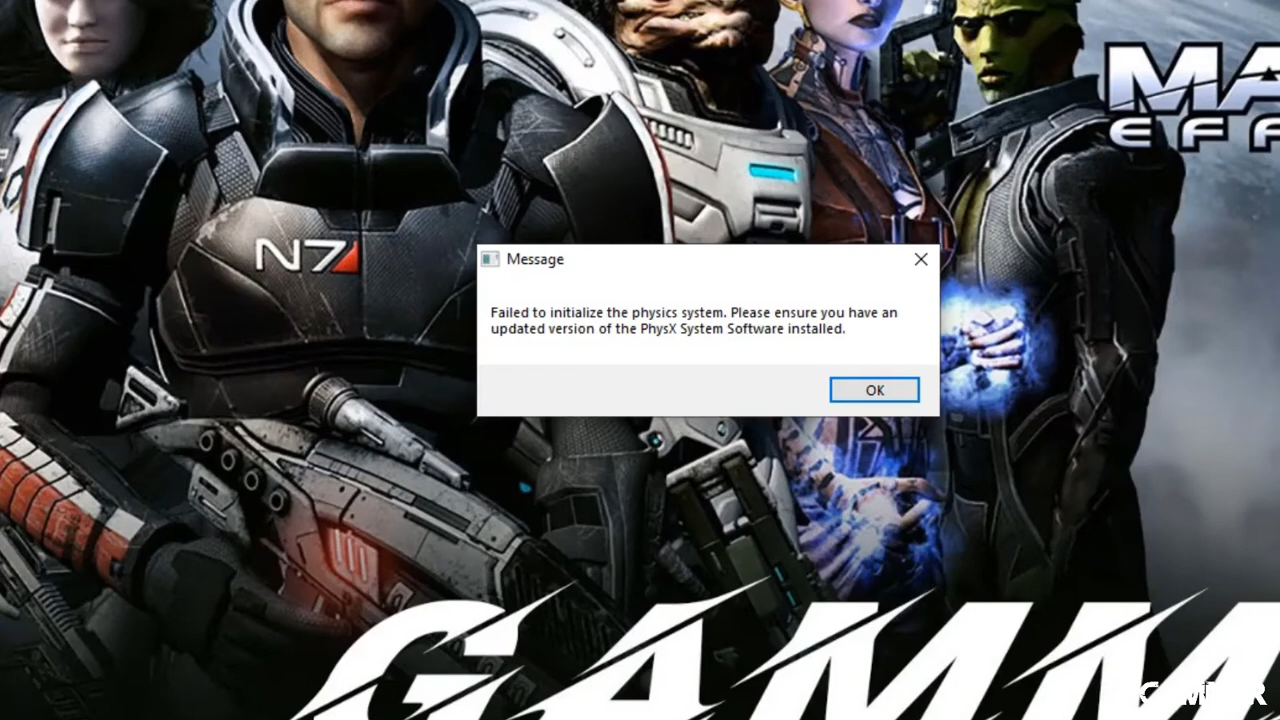 MA
EFF
N7
Message
Failed to initialize the physics system. Please ensure you have an
updated version of the PhysX System Software installed.
OK
GAMM